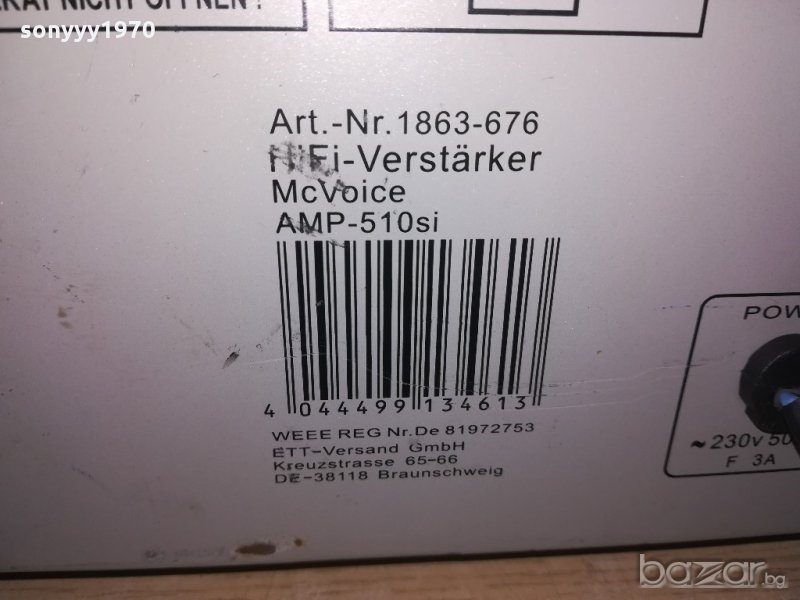 sonyyy1970
NICHT ÖFFNEN!
Art.-Nr.1863-676
HiFi-Verstärker
McVoice
AMP-510si
4 044499 134613
WEEE REG Nr.De 81972753
ETT-Versand GmbH
Kreuzstrasse 65-66
DE-38118 Braunschweig
POW
~230v 50
F 3A
bazar.bg